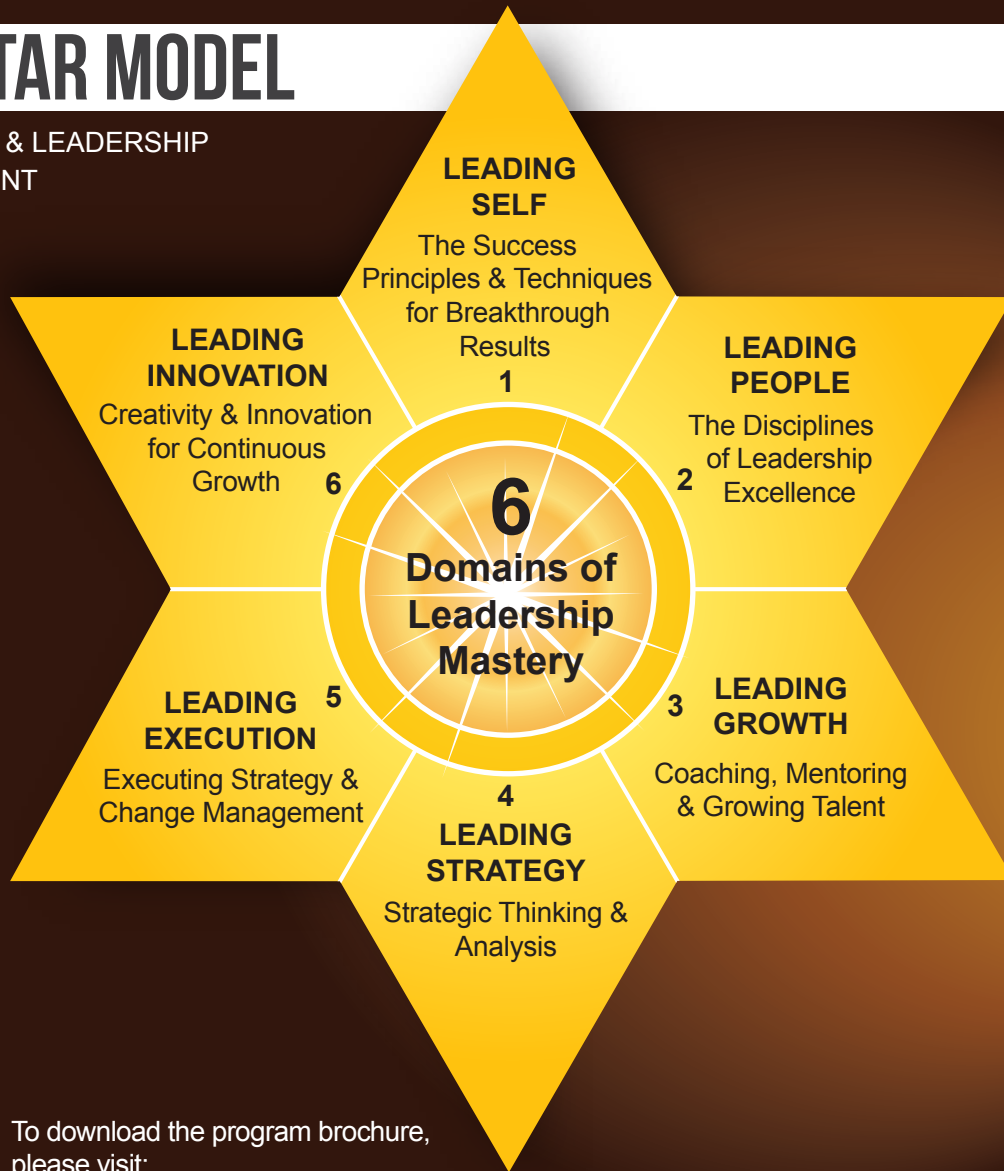 TAR MODEL
& LEADERSHIP
NT
LEADING
SELF
The Success
Principles & Techniques
for Breakthrough
Results
1
LEADING
PEOPLE
The Disciplines
of Leadership
Excellence
2
3
LEADING
GROWTH
Coaching, Mentoring
& Growing Talent
4
LEADING
STRATEGY
Strategic Thinking &
Analysis
5
LEADING
EXECUTION
Executing Strategy &
Change Management
LEADING
INNOVATION
Creativity & Innovation
for Continuous
Growth
6
6
Domains of
Leadership
Mastery
To download the program brochure,
please visit: